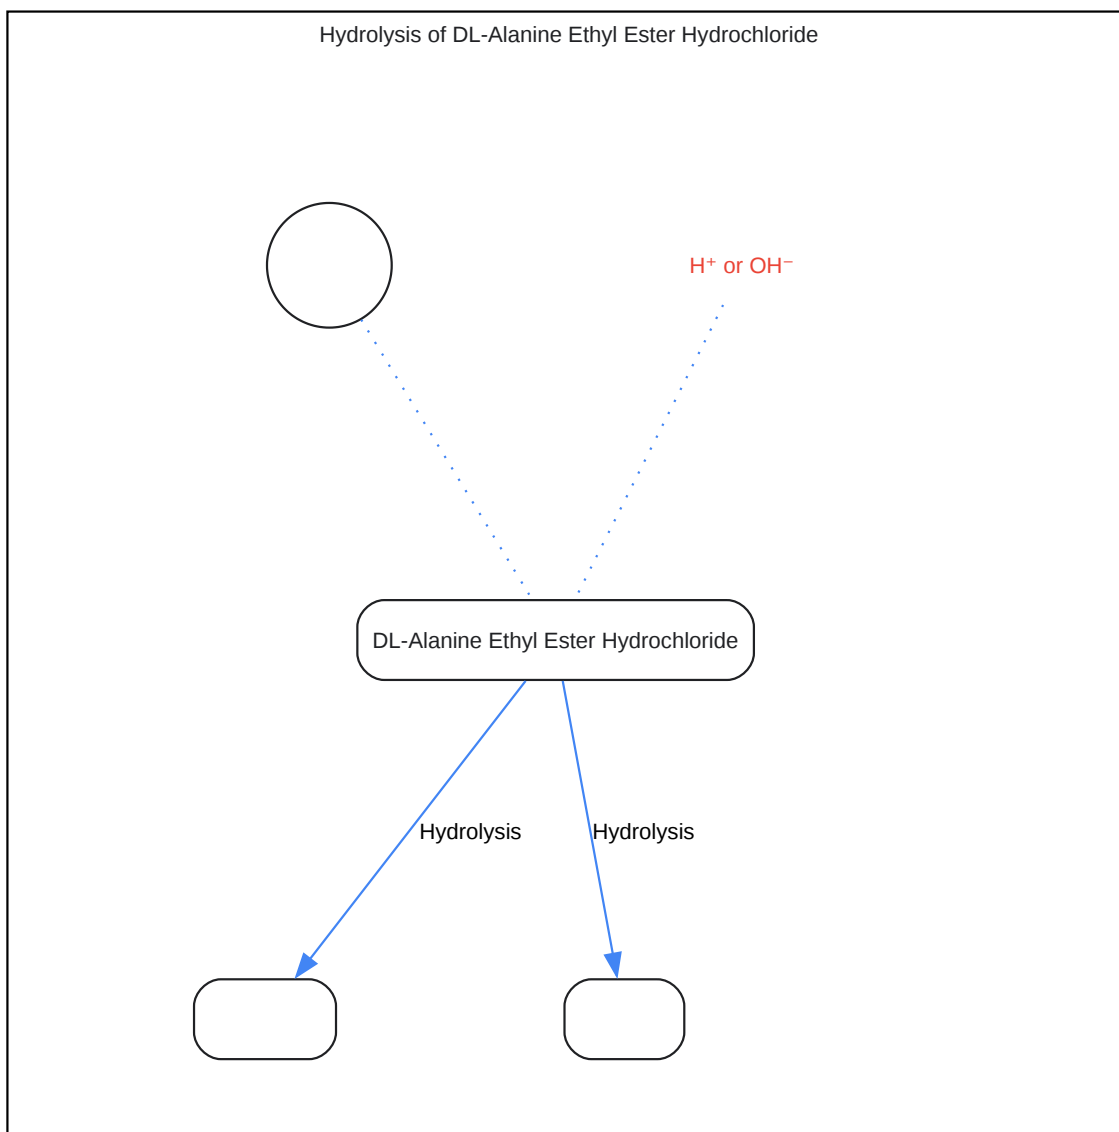 Hydrolysis of DL-Alanine Ethyl Ester Hydrochloride
H⁺ or OH⁻
DL-Alanine Ethyl Ester Hydrochloride
Hydrolysis
Hydrolysis